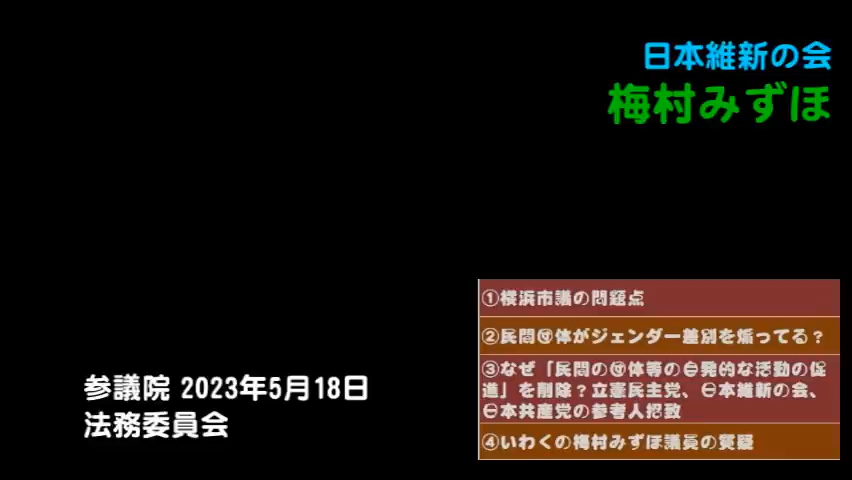 日本維新の会
梅村みずほ
①横浜市議の問題点
②民間団体がジェンダー差別を煽ってる？
③なぜ「民間の団体等の自発的な活動の促
進」を削除？立憲民主党、日本維新の会、
日本共産党の参考人招致
④いわくの梅村みずほ議員の質疑
参議院 2023年5月18日
法務委員会